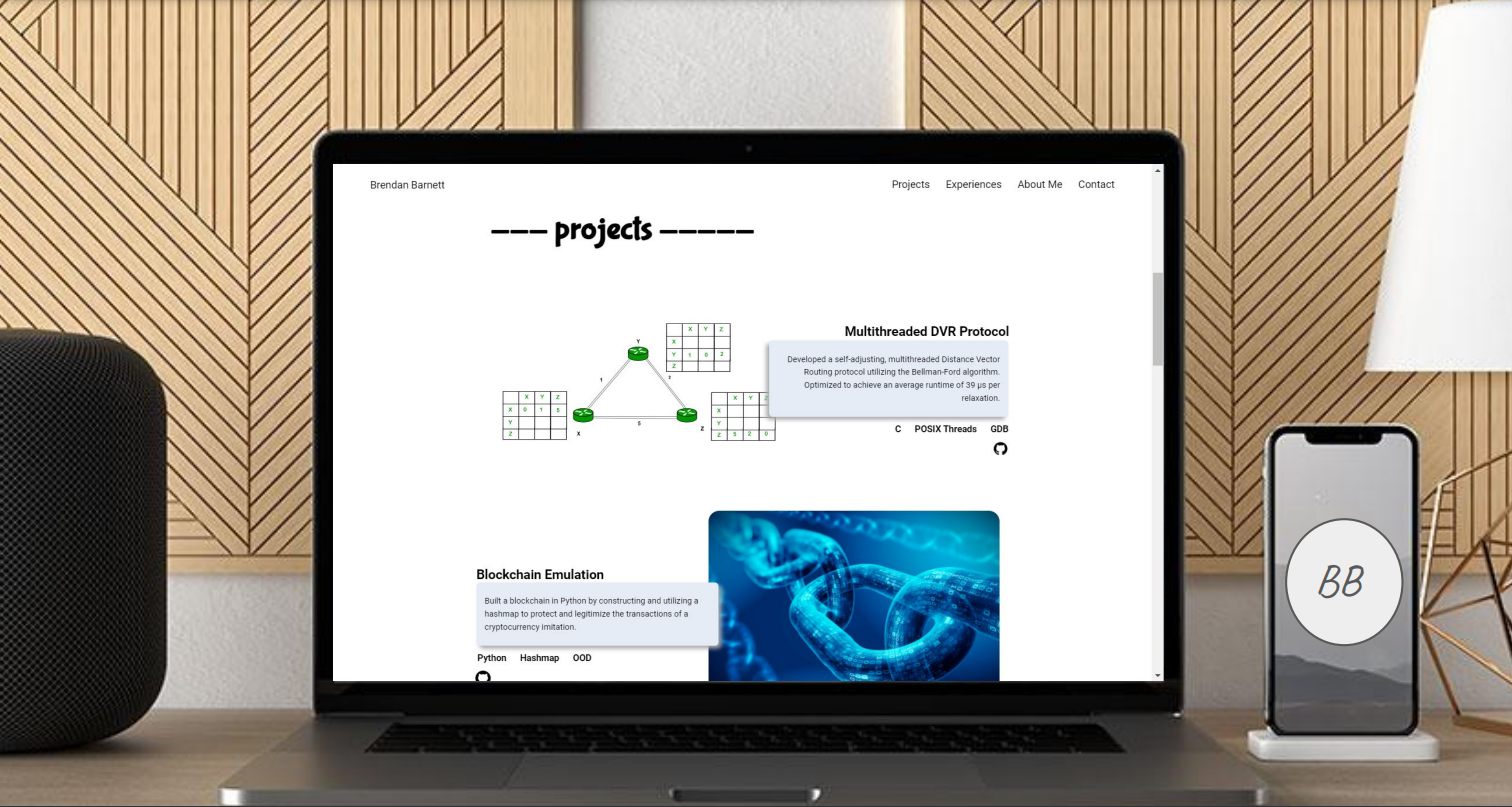 Brendan Barnett
Projects Experiences About Me Contact
––– projects –––––
Y
X Y Z
X
Y 1 0 2
Z
1
2
X Y Z
X 0 1 5
Y
Z
X
5
Z
X Y Z
X
Y
Z 5 2 0
Multithreaded DVR Protocol
Developed a self-adjusting, multithreaded Distance Vector
Routing protocol utilizing the Bellman-Ford algorithm.
Optimized to achieve an average runtime of 39 µs per
relaxation.
C POSIX Threads GDB
Blockchain Emulation
Built a blockchain in Python by constructing and utilizing a
hashmap to protect and legitimize the transactions of a
cryptocurrency imitation.
Python Hashmap OOD
BB